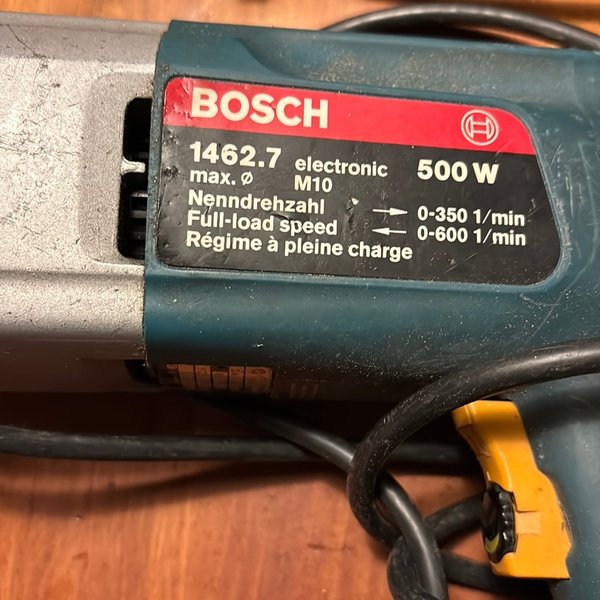 BOSCH
1462.7 electronic 500 W
max. ø M10
Nenndrehzahl → 0-350 1/min
Full-load speed ← 0-600 1/min
Régime à pleine charge